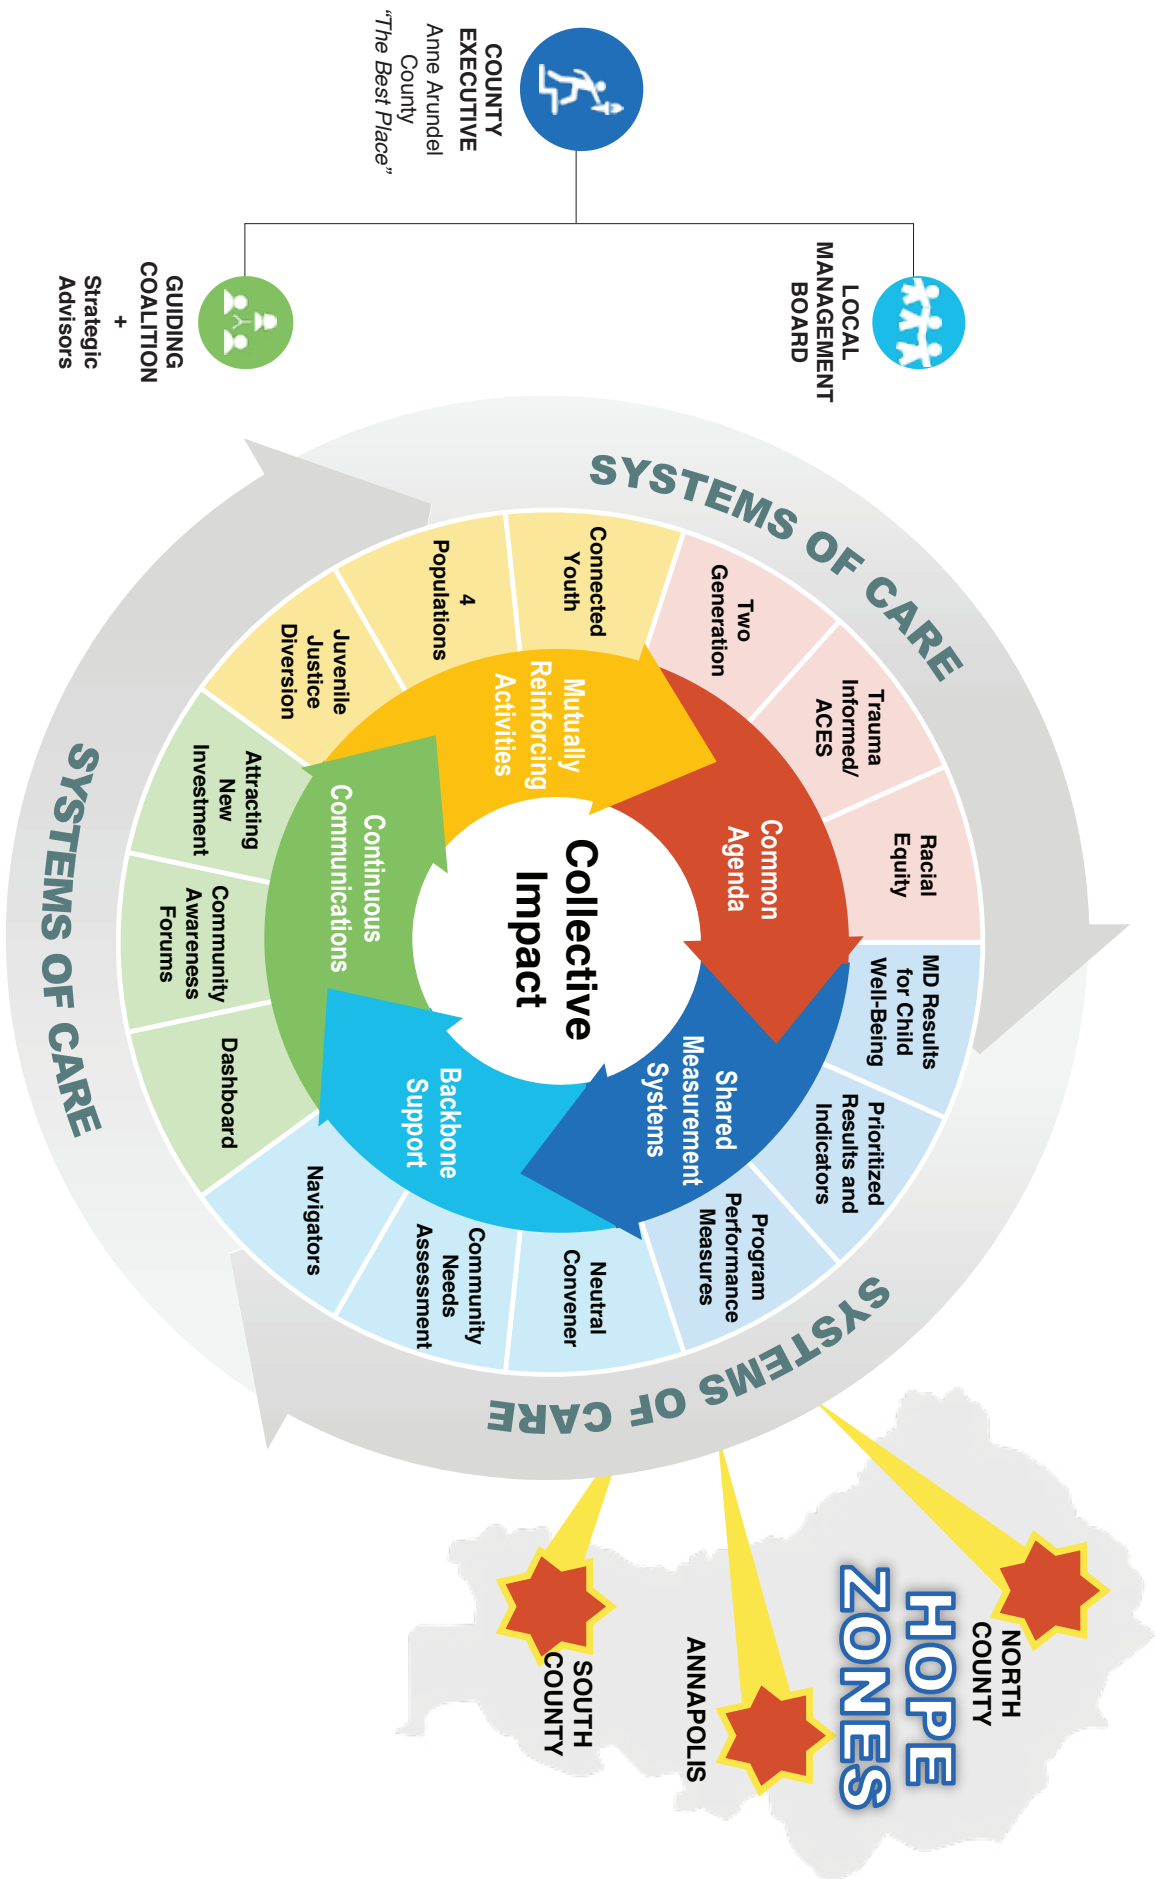 COUNTY
EXECUTIVE
Anne Arundel
County
“The Best Place”
LOCAL
MANAGEMENT
BOARD
GUIDING
COALITION
+
Strategic
Advisors
SYSTEMS OF CARE
SYSTEMS OF CARE
SYSTEMS OF CARE
Two
Generation
Trauma
Informed/
ACES
Racial
Equity
MD Results
for Child
Well-Being
Prioritized
Results and
Indicators
Program
Performance
Measures
Neutral
Convener
Community
Needs
Assessment
Navigators
Dashboard
Community
Awareness
Forums
Attracting
New
Investment
Juvenile
Justice
Diversion
4
Populations
Connected
Youth
Common
Agenda
Shared
Measurement
Systems
Backbone
Support
Continuous
Communications
Mutually
Reinforcing
Activities
Collective
Impact
NORTH
COUNTY
HOPE
ZONES
ANNAPOLIS
SOUTH
COUNTY